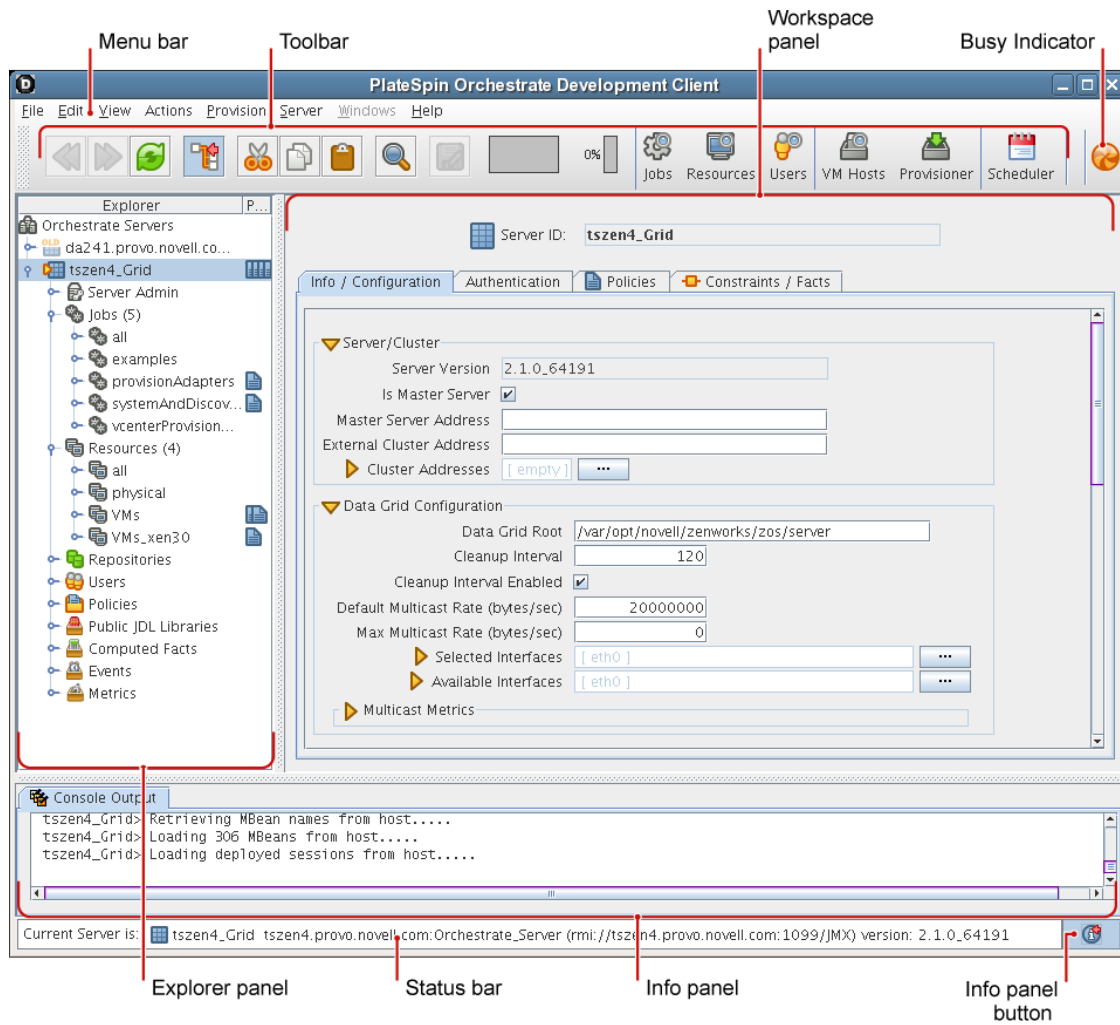 Menu bar
Toolbar
Workspace panel
Busy Indicator
D
PlateSpin Orchestrate Development Client
File Edit View Actions Provision Server Windows Help
0%
Jobs Resources Users VM Hosts Provisioner Scheduler
Explorer P...
Orchestrate Servers
OLD da241.provo.novell.co...
tszen4_Grid
Server Admin
Jobs (5)
all
examples
provisionAdapters
systemAndDiscov...
vcenterProvision...
Resources (4)
all
physical
VMs
VMs_xen30
Repositories
Users
Policies
Public JDL Libraries
Computed Facts
Events
Metrics
Server ID: tszen4_Grid
Info / Configuration Authentication Policies Constraints / Facts
Server/Cluster
Server Version 2.1.0_64191
Is Master Server
Master Server Address
External Cluster Address
Cluster Addresses [ empty ] ...
Data Grid Configuration
Data Grid Root /var/opt/novell/zenworks/zos/server
Cleanup Interval 120
Cleanup Interval Enabled
Default Multicast Rate (bytes/sec) 20000000
Max Multicast Rate (bytes/sec) 0
Selected Interfaces [ eth0 ] ...
Available Interfaces [ eth0 ] ...
Multicast Metrics
Console Output
tszen4_Grid> Retrieving MBean names from host.....
tszen4_Grid> Loading 306 MBeans from host.....
tszen4_Grid> Loading deployed sessions from host.....
Current Server is: tszen4_Grid tszen4.provo.novell.com:Orchestrate_Server (rmi://tszen4.provo.novell.com:1099/JMX) version: 2.1.0_64191
Explorer panel
Status bar
Info panel
Info panel button